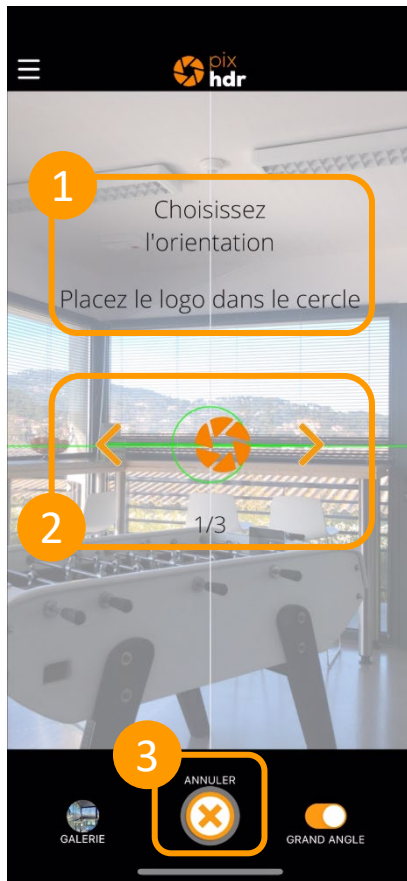 pix
hdr
1
Choisissez
l'orientation
Placez le logo dans le cercle
2
1/3
3
ANNULER
GALERIE
GRAND ANGLE